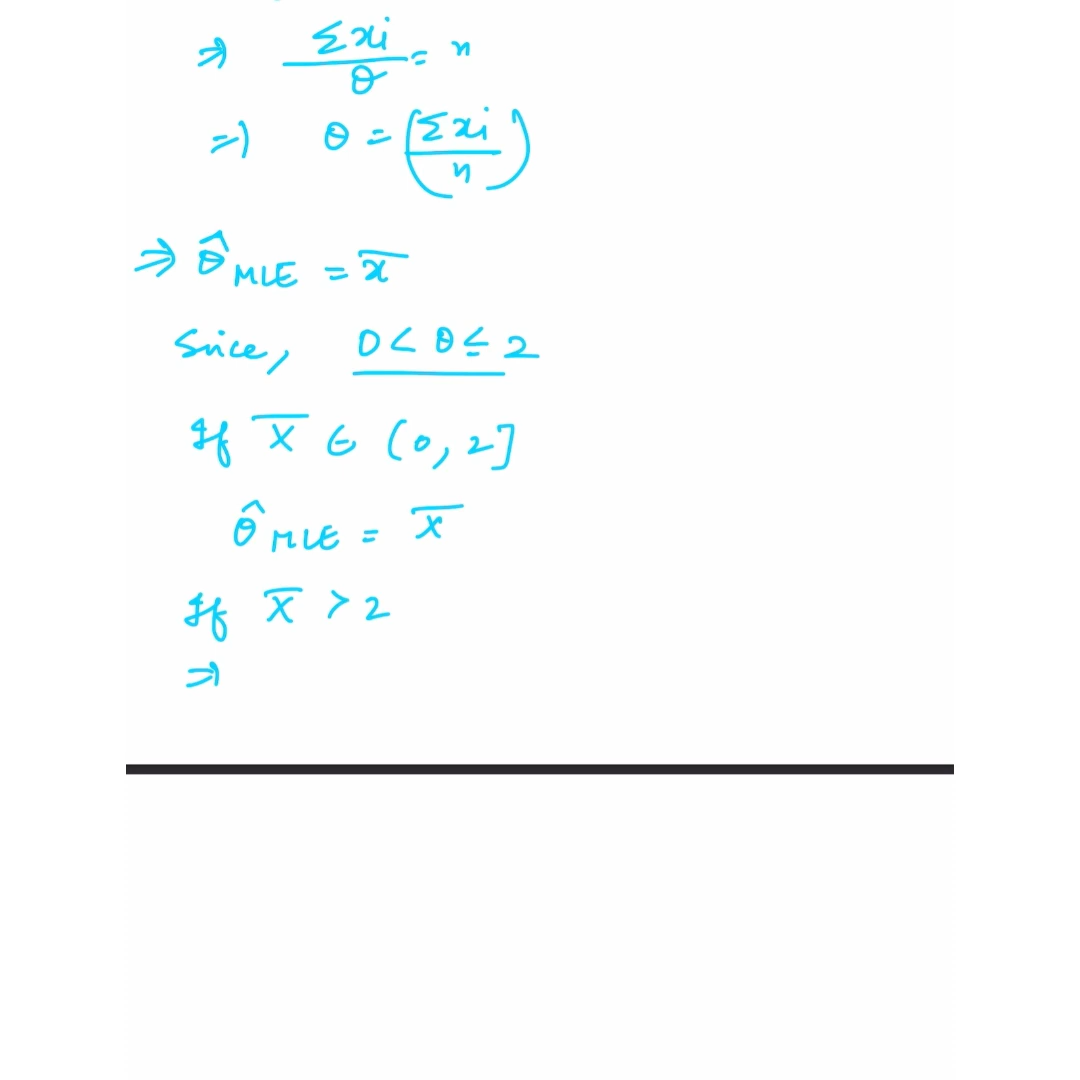 ⇒ Σxi/θ = n
⇒ θ = (Σxi/n)
⇒ θ̂ MLE = x̄
Since, 0 < θ ≤ 2
If X̄ ∈ (0, 2]
θ̂ MLE = X̄
If X̄ > 2
⇒